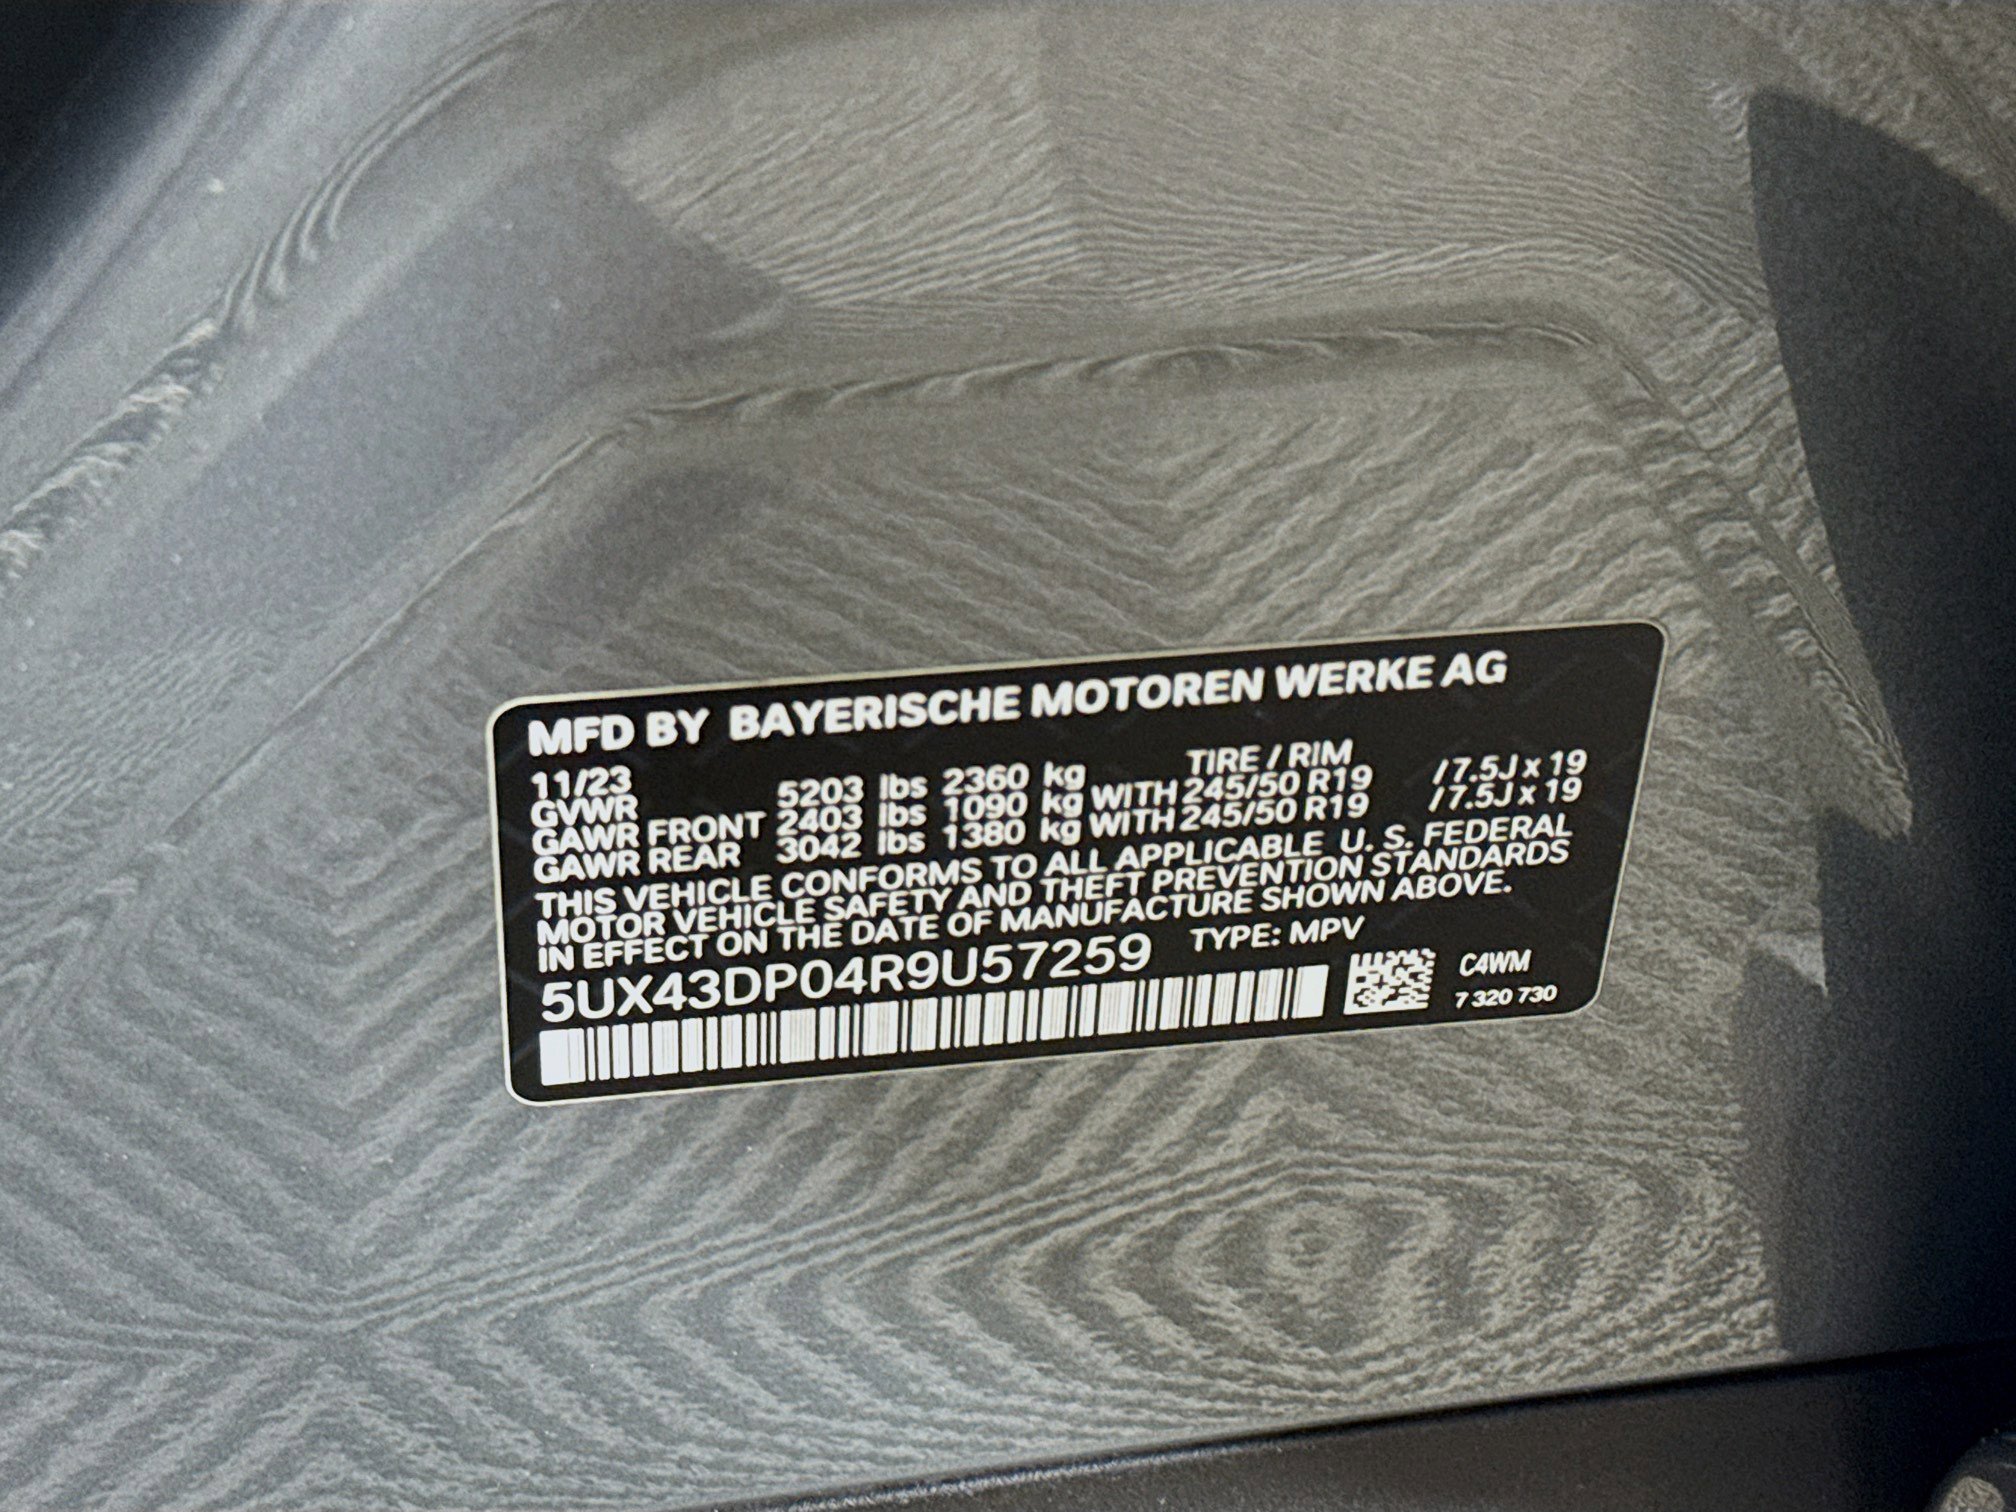 MFD BY BAYERISCHE MOTOREN WERKE AG
11/23 TIRE / RIM
GVWR 5203 lbs 2360 kg
GAWR FRONT 2403 lbs 1090 kg WITH 245/50 R19 / 7.5J x 19
GAWR REAR 3042 lbs 1380 kg WITH 245/50 R19 / 7.5J x 19
THIS VEHICLE CONFORMS TO ALL APPLICABLE U. S. FEDERAL
MOTOR VEHICLE SAFETY AND THEFT PREVENTION STANDARDS
IN EFFECT ON THE DATE OF MANUFACTURE SHOWN ABOVE.
5UX43DP04R9U57259 TYPE: MPV
C4WM
7 320 730